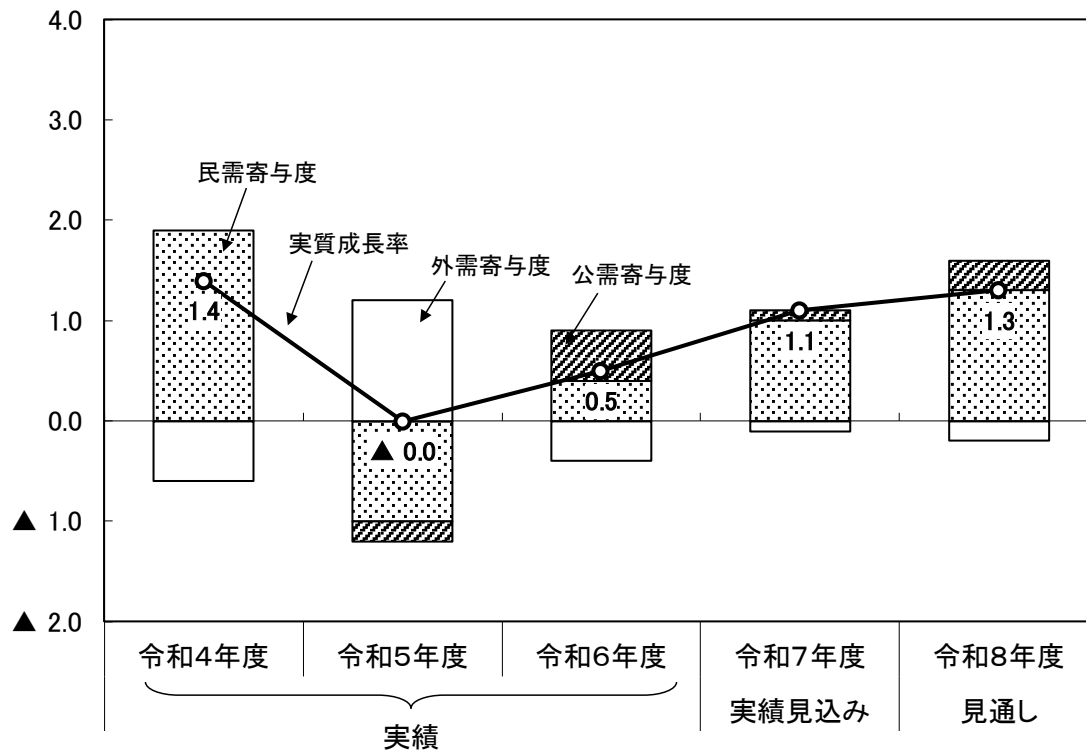 4.0
3.0
2.0
1.0
0.0
▲ 1.0
▲ 2.0
民需寄与度
実質成長率
外需寄与度
公需寄与度
1.4
▲ 0.0
0.5
1.1
1.3
令和4年度 令和5年度 令和6年度 令和7年度 令和8年度
実績 実績見込み 見通し